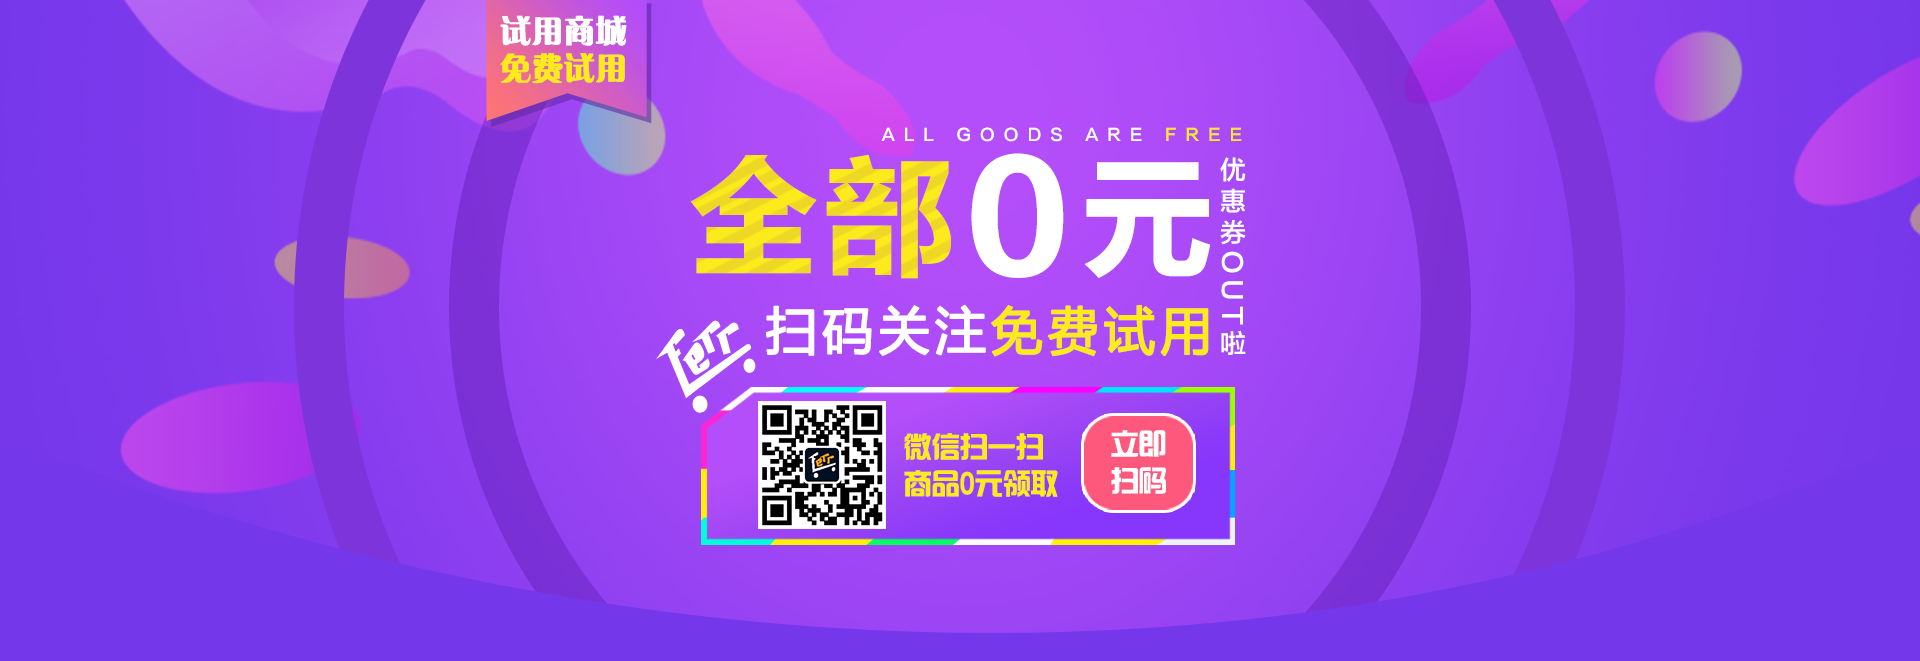 试用商城
免费试用
ALL GOODS ARE FREE
全部0元
优惠券OUT啦
扫码关注免费试用
微信扫一扫
商品0元领取
立即
扫码